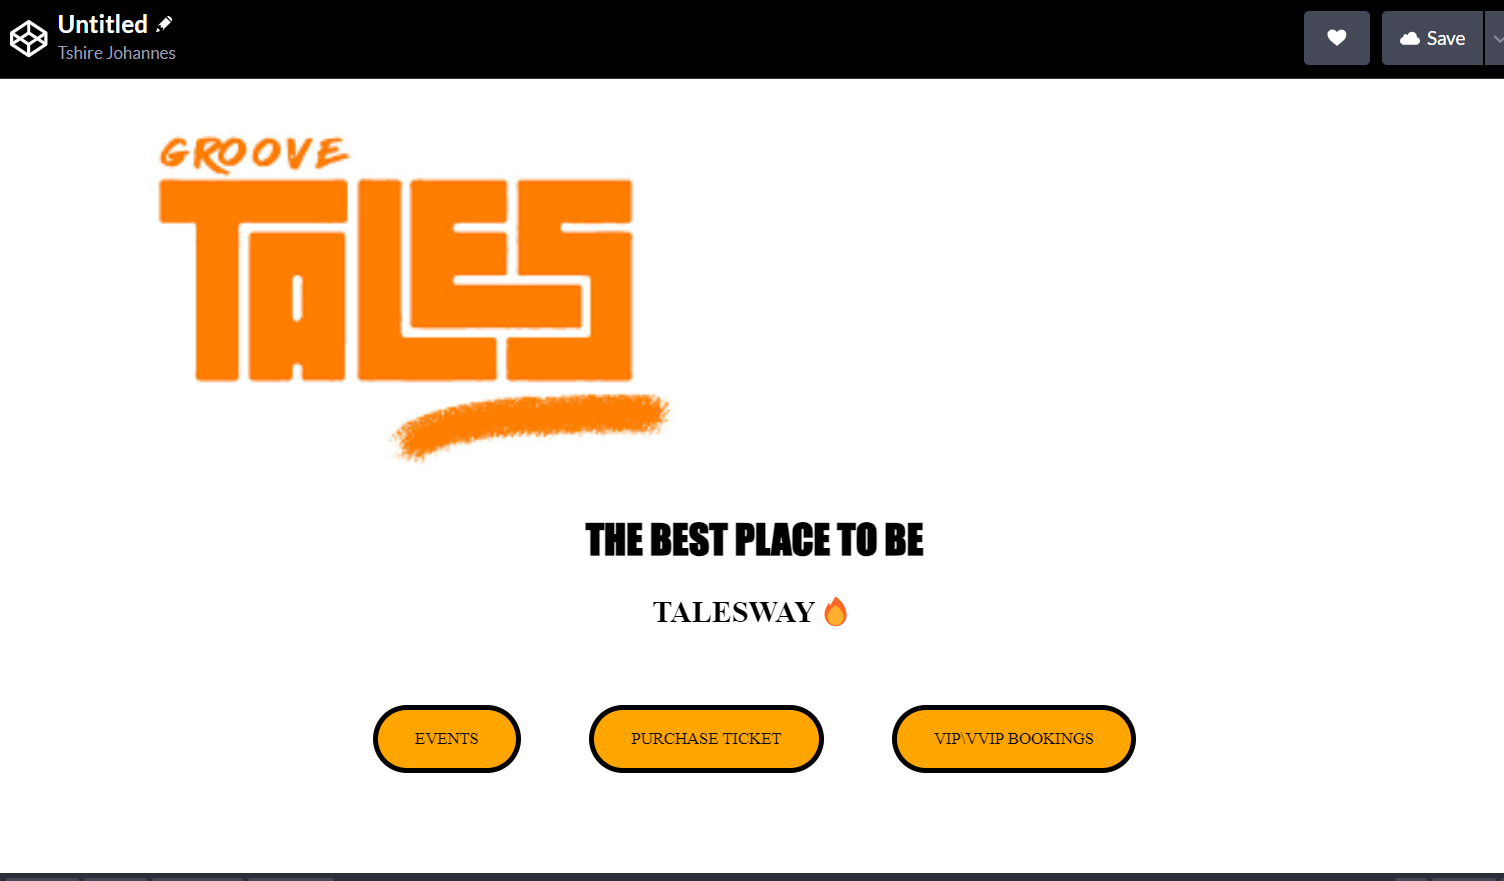 Untitled
Tshire Johannes
Save
GROOVE
TALES
THE BEST PLACE TO BE
TALESWAY 🔥
EVENTS
PURCHASE TICKET
VIP\VVIP BOOKINGS